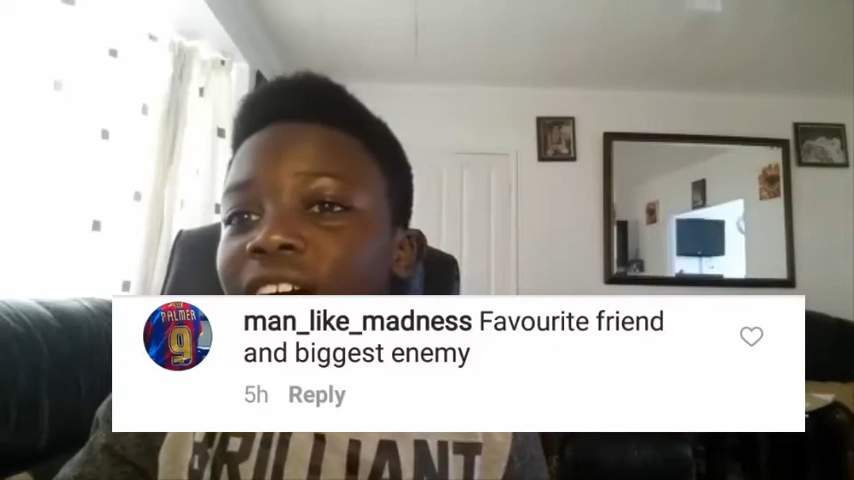 PALMER
9
man_like_madness Favourite friend
and biggest enemy
5h Reply
BRILLIANT